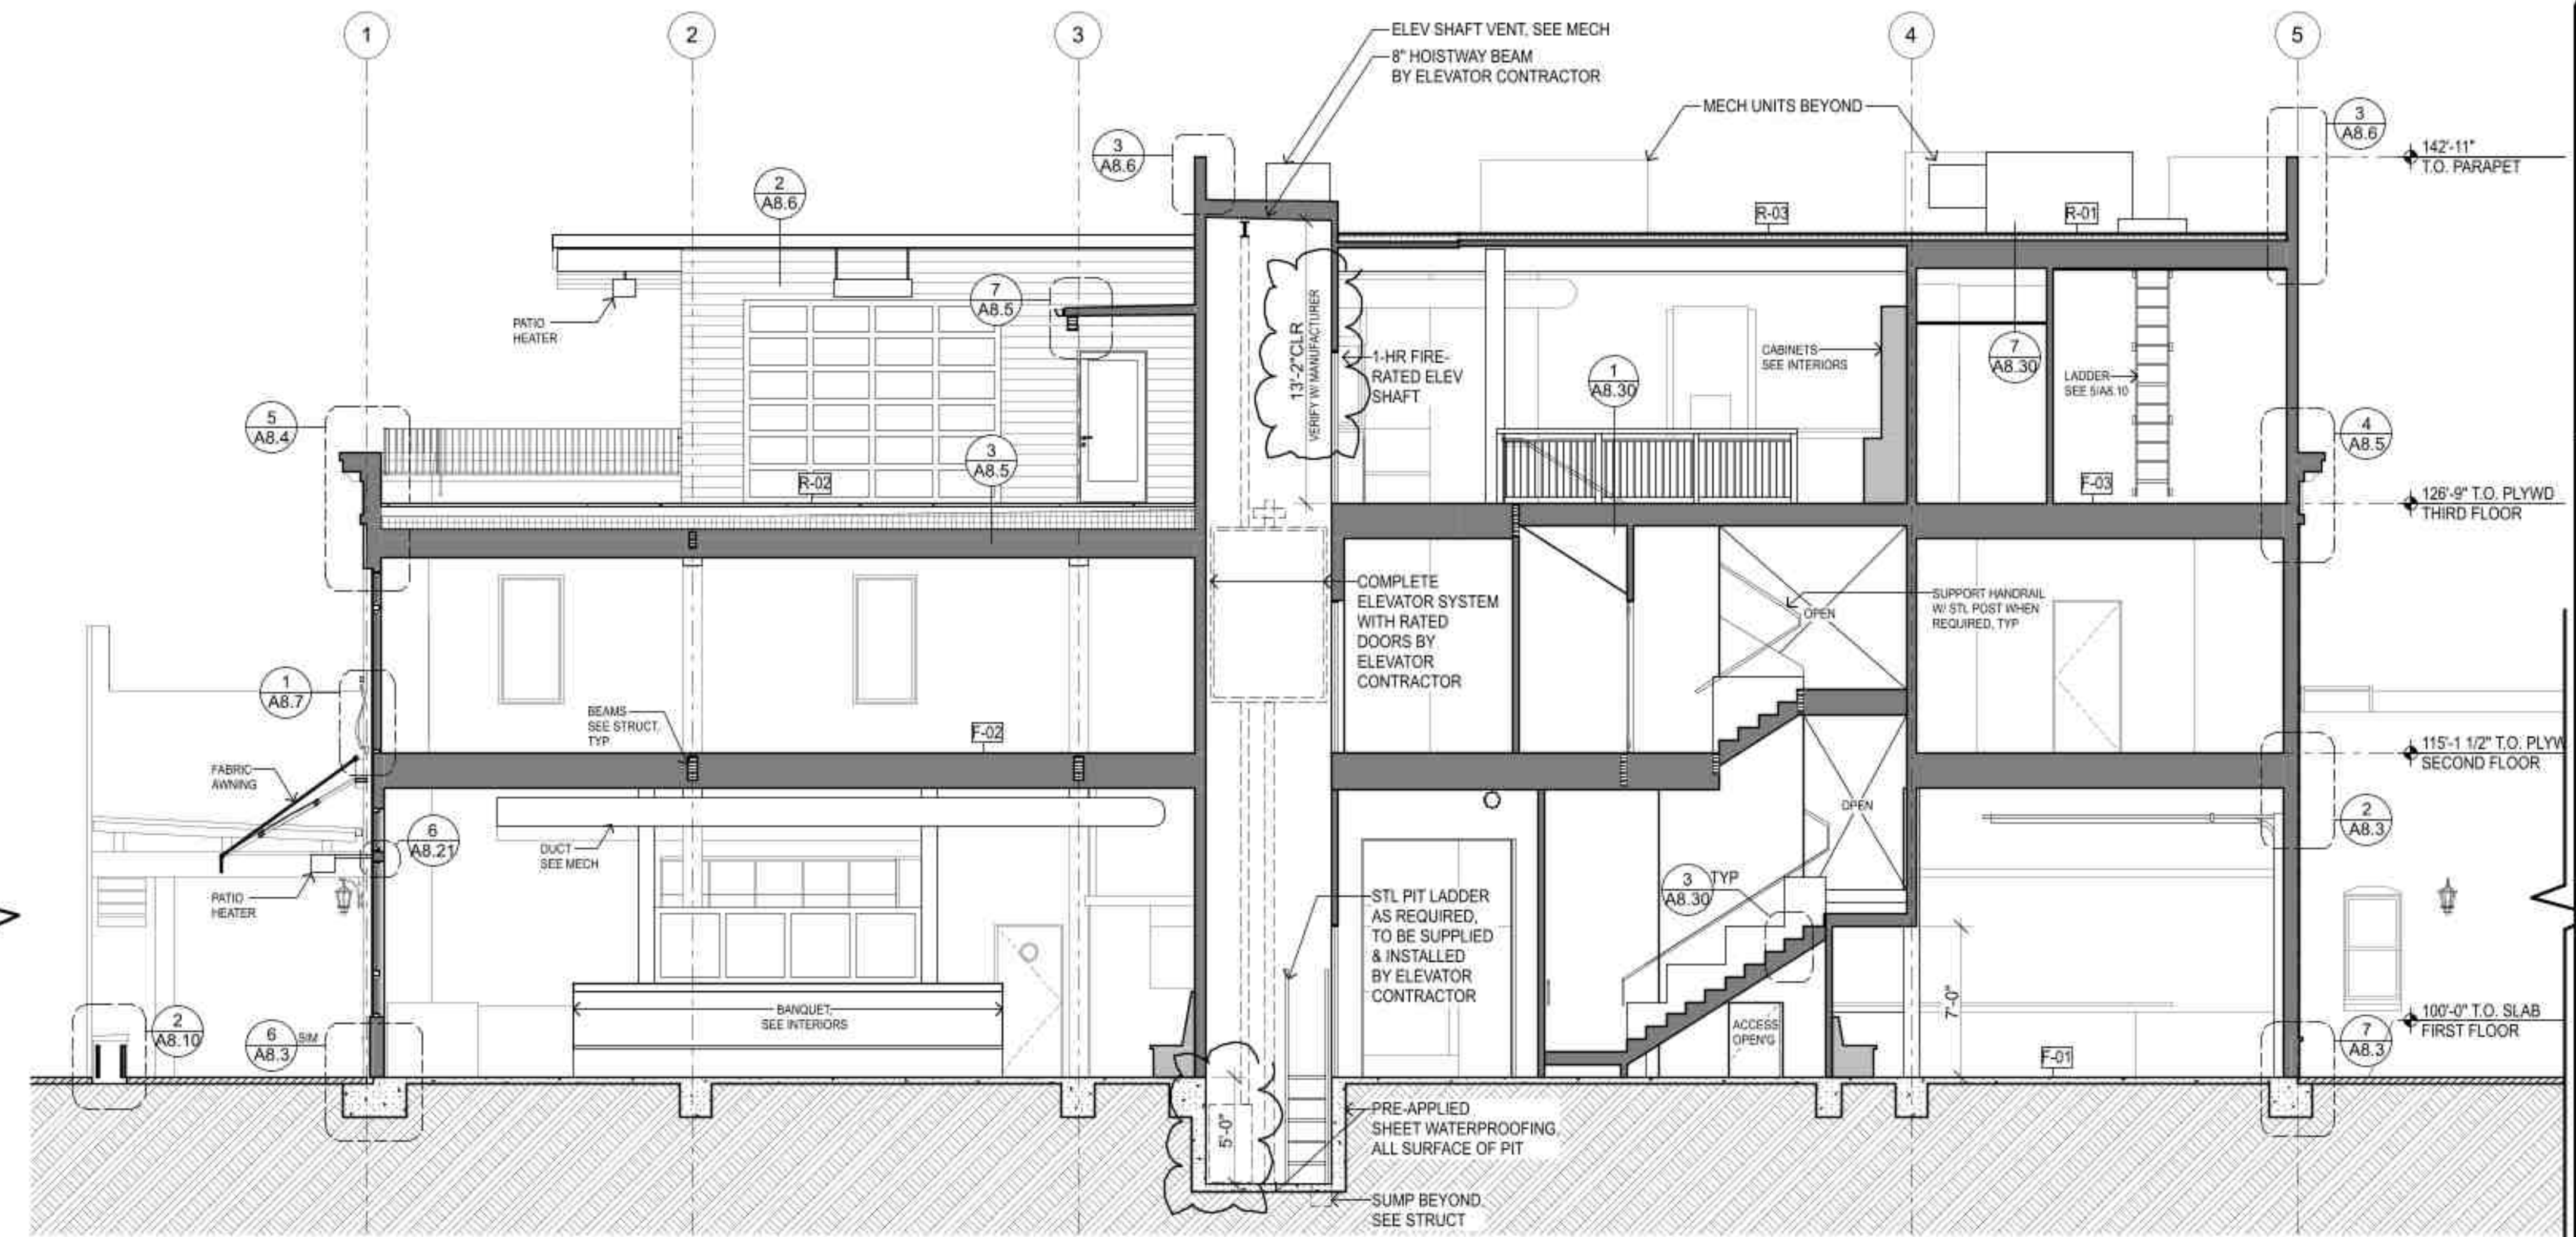 1
2
3
4
5
ELEV SHAFT VENT, SEE MECH
8" HOISTWAY BEAM
BY ELEVATOR CONTRACTOR
MECH UNITS BEYOND
3
A8.6
3
A8.6
142'-11"
T.O. PARAPET
2
A8.6
R-03
R-01
7
A8.5
PATIO
HEATER
13'-2"CLR
VERIFY W/ MANUFACTURER
1-HR FIRE-
RATED ELEV
SHAFT
1
A8.30
CABINETS
SEE INTERIORS
7
A8.30
LADDER
SEE 5/A8.10
5
A8.4
4
A8.5
3
A8.5
R-02
F-03
126'-9" T.O. PLYWD
THIRD FLOOR
COMPLETE
ELEVATOR SYSTEM
WITH RATED
DOORS BY
ELEVATOR
CONTRACTOR
OPEN
SUPPORT HANDRAIL
W/ STL POST WHEN
REQUIRED, TYP
1
A8.7
BEAMS
SEE STRUCT,
TYP
F-02
115'-1 1/2" T.O. PLYW
SECOND FLOOR
FABRIC
AWNING
OPEN
2
A8.3
6
A8.21
DUCT
SEE MECH
PATIO
HEATER
3
A8.30
TYP
STL PIT LADDER
AS REQUIRED,
TO BE SUPPLIED
& INSTALLED
BY ELEVATOR
CONTRACTOR
7'-0"
BANQUET,
SEE INTERIORS
ACCESS
OPEN'G
100'-0" T.O. SLAB
FIRST FLOOR
2
A8.10
6
A8.3
SIM
F-01
7
A8.3
5'-0"
PRE-APPLIED
SHEET WATERPROOFING,
ALL SURFACE OF PIT
SUMP BEYOND,
SEE STRUCT